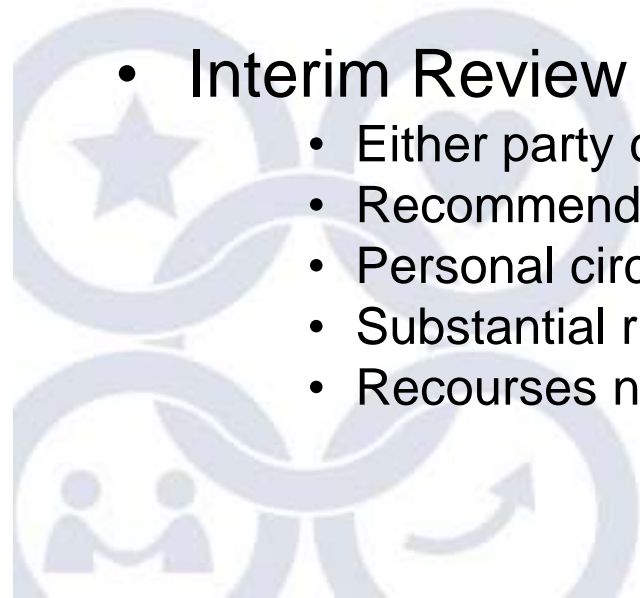 • Interim Review
• Either party
• Recommend
• Personal circ
• Substantial r
• Recourses n